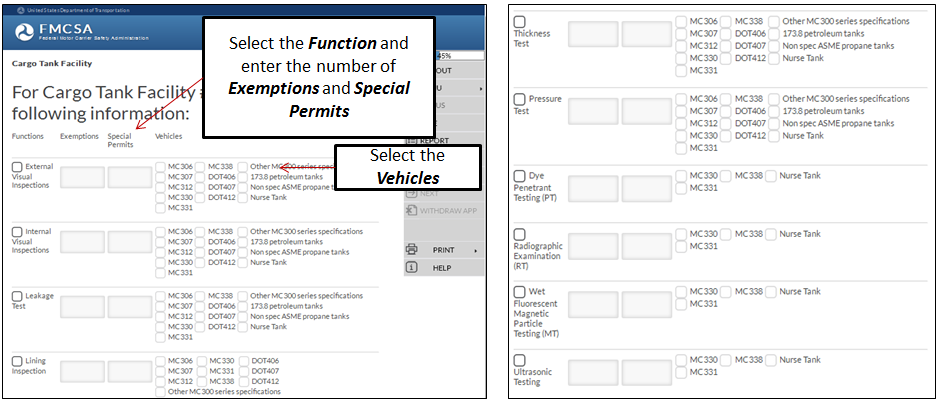 United States Department of Transportation
FMCSA
Federal Motor Carrier Safety Administration
Cargo Tank Facility
For Cargo Tank Facility
following information:
Select the Function and
enter the number of
Exemptions and Special
Permits
45%
OUT
U
US
REPORT
Functions Exemptions Special Permits Vehicles
Select the
Vehicles
NEXT
WITHDRAW APP
PRINT
HELP
External Visual Inspections
MC306 MC338 Other MC300 series
MC307 DOT406 173.8 petroleum tanks
MC312 DOT407 Non spec ASME propane tanks
MC330 DOT412 Nurse Tank
MC331
Internal Visual Inspections
MC306 MC338 Other MC300 series specifications
MC307 DOT406 173.8 petroleum tanks
MC312 DOT407 Non spec ASME propane tanks
MC330 DOT412 Nurse Tank
MC331
Leakage Test
MC306 MC338 Other MC300 series specifications
MC307 DOT406 173.8 petroleum tanks
MC312 DOT407 Non spec ASME propane tanks
MC330 DOT412 Nurse Tank
MC331
Lining Inspection
MC306 MC330 DOT406
MC307 MC331 DOT407
MC312 MC338 DOT412
Other MC300 series specifications
Thickness Test
MC306 MC338 Other MC300 series specifications
MC307 DOT406 173.8 petroleum tanks
MC312 DOT407 Non spec ASME propane tanks
MC330 DOT412 Nurse Tank
MC331
Pressure Test
MC306 MC338 Other MC300 series specifications
MC307 DOT406 173.8 petroleum tanks
MC312 DOT407 Non spec ASME propane tanks
MC330 DOT412 Nurse Tank
MC331
Dye Penetrant Testing (PT)
MC330 MC338 Nurse Tank
MC331
Radiographic Examination (RT)
MC330 MC338 Nurse Tank
MC331
Wet Fluorescent Magnetic Particle Testing (MT)
MC330 MC338 Nurse Tank
MC331
Ultrasonic Testing
MC330 MC338 Nurse Tank
MC331